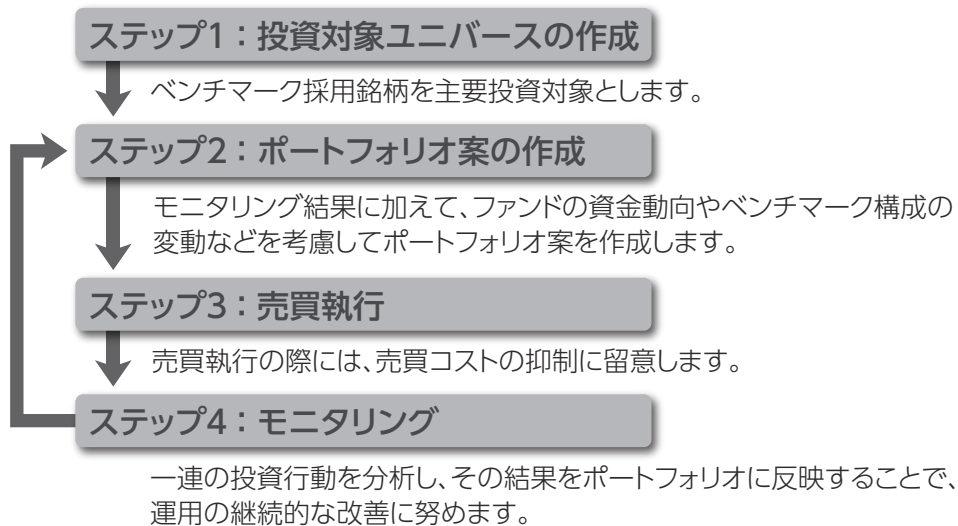 ステップ1：投資対象ユニバースの作成
ベンチマーク採用銘柄を主要投資対象とします。
ステップ2：ポートフォリオ案の作成
モニタリング結果に加えて、ファンドの資金動向やベンチマーク構成の
変動などを考慮してポートフォリオ案を作成します。
ステップ3：売買執行
売買執行の際には、売買コストの抑制に留意します。
ステップ4：モニタリング
一連の投資行動を分析し、その結果をポートフォリオに反映することで、
運用の継続的な改善に努めます。